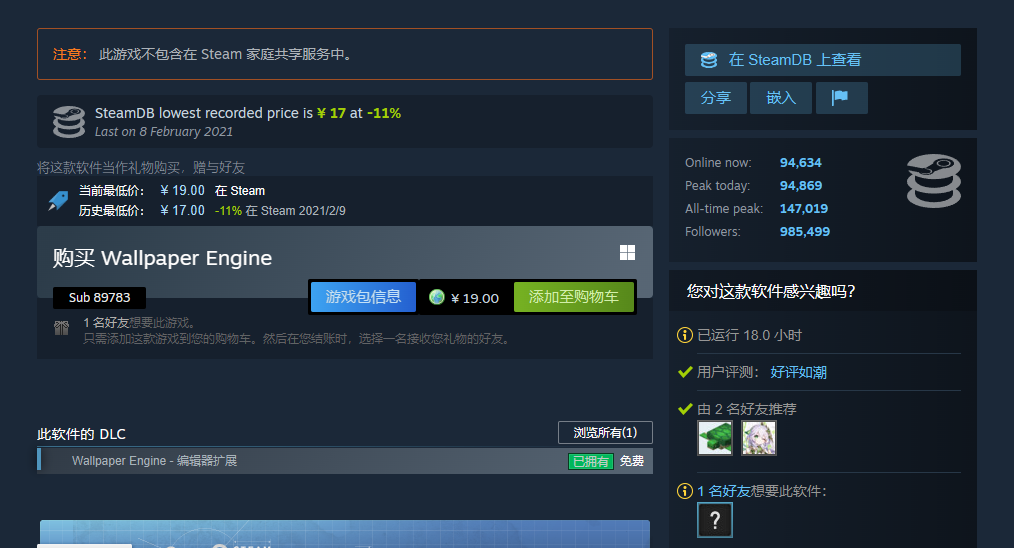 注意： 此游戏不包含在 Steam 家庭共享服务中。
SteamDB lowest recorded price is ¥ 17 at -11%
Last on 8 February 2021
将这款软件当作礼物购买，赠与好友
当前最低价： ¥ 19.00 在 Steam
历史最低价： ¥ 17.00 -11% 在 Steam 2021/2/9
购买 Wallpaper Engine
Sub 89783
游戏包信息
¥ 19.00
添加至购物车
1 名好友想要此游戏。
只需添加这款游戏到您的购物车。然后在您结账时，选择一名接收您礼物的好友。
此软件的 DLC
浏览所有(1)
Wallpaper Engine - 编辑器扩展
已拥有 免费
在 SteamDB 上查看
分享
嵌入
Online now: 94,634
Peak today: 94,869
All-time peak: 147,019
Followers: 985,499
您对这款软件感兴趣吗？
已运行 18.0 小时
用户评测： 好评如潮
由 2 名好友推荐
1 名好友想要此软件：
?